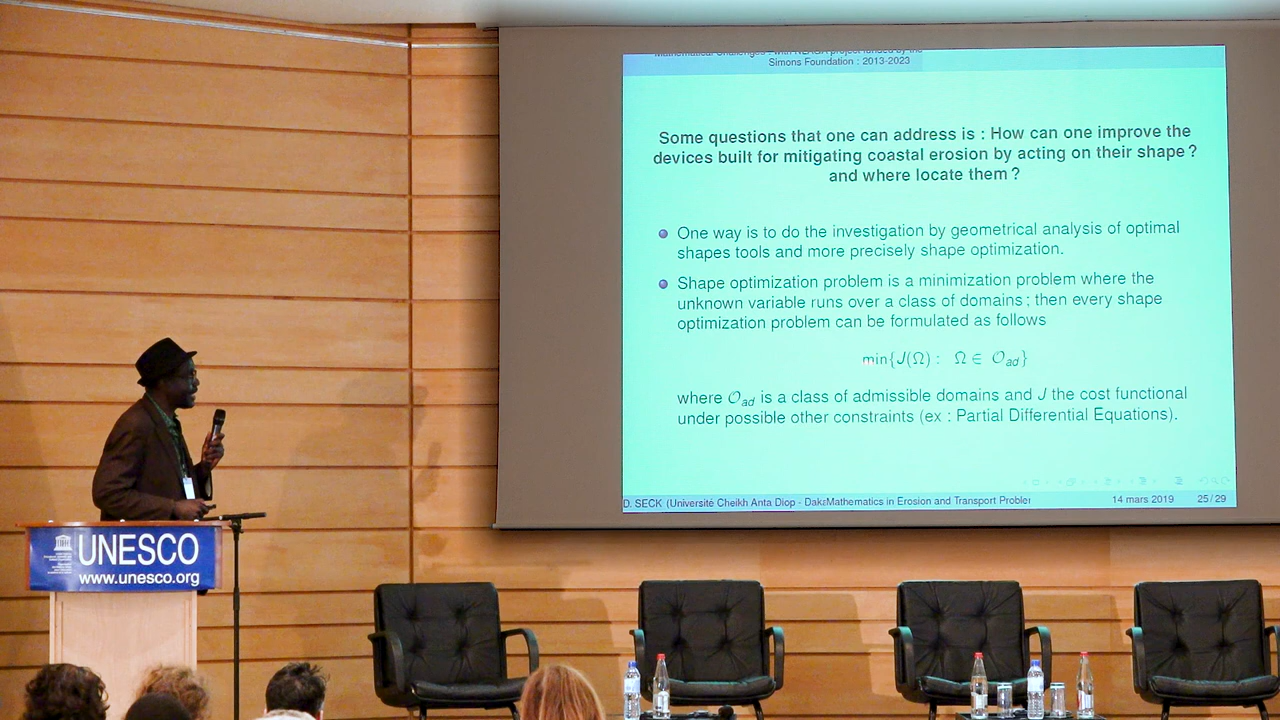 Simons Foundation : 2013-2023
Some questions that one can address is : How can one improve the
devices built for mitigating coastal erosion by acting on their shape ?
and where locate them ?
One way is to do the investigation by geometrical analysis of optimal
shapes tools and more precisely shape optimization.
Shape optimization problem is a minimization problem where the
unknown variable runs over a class of domains ; then every shape
optimization problem can be formulated as follows
min{J(Ω) : Ω ∈ 𝒪ad}
where 𝒪ad is a class of admissible domains and J the cost functional
under possible other constraints (ex : Partial Differential Equations).
D. SECK (Université Cheikh Anta Diop - DakaMathematics in Erosion and Transport Problem 14 mars 2019 25 / 29
UNESCO
www.unesco.org